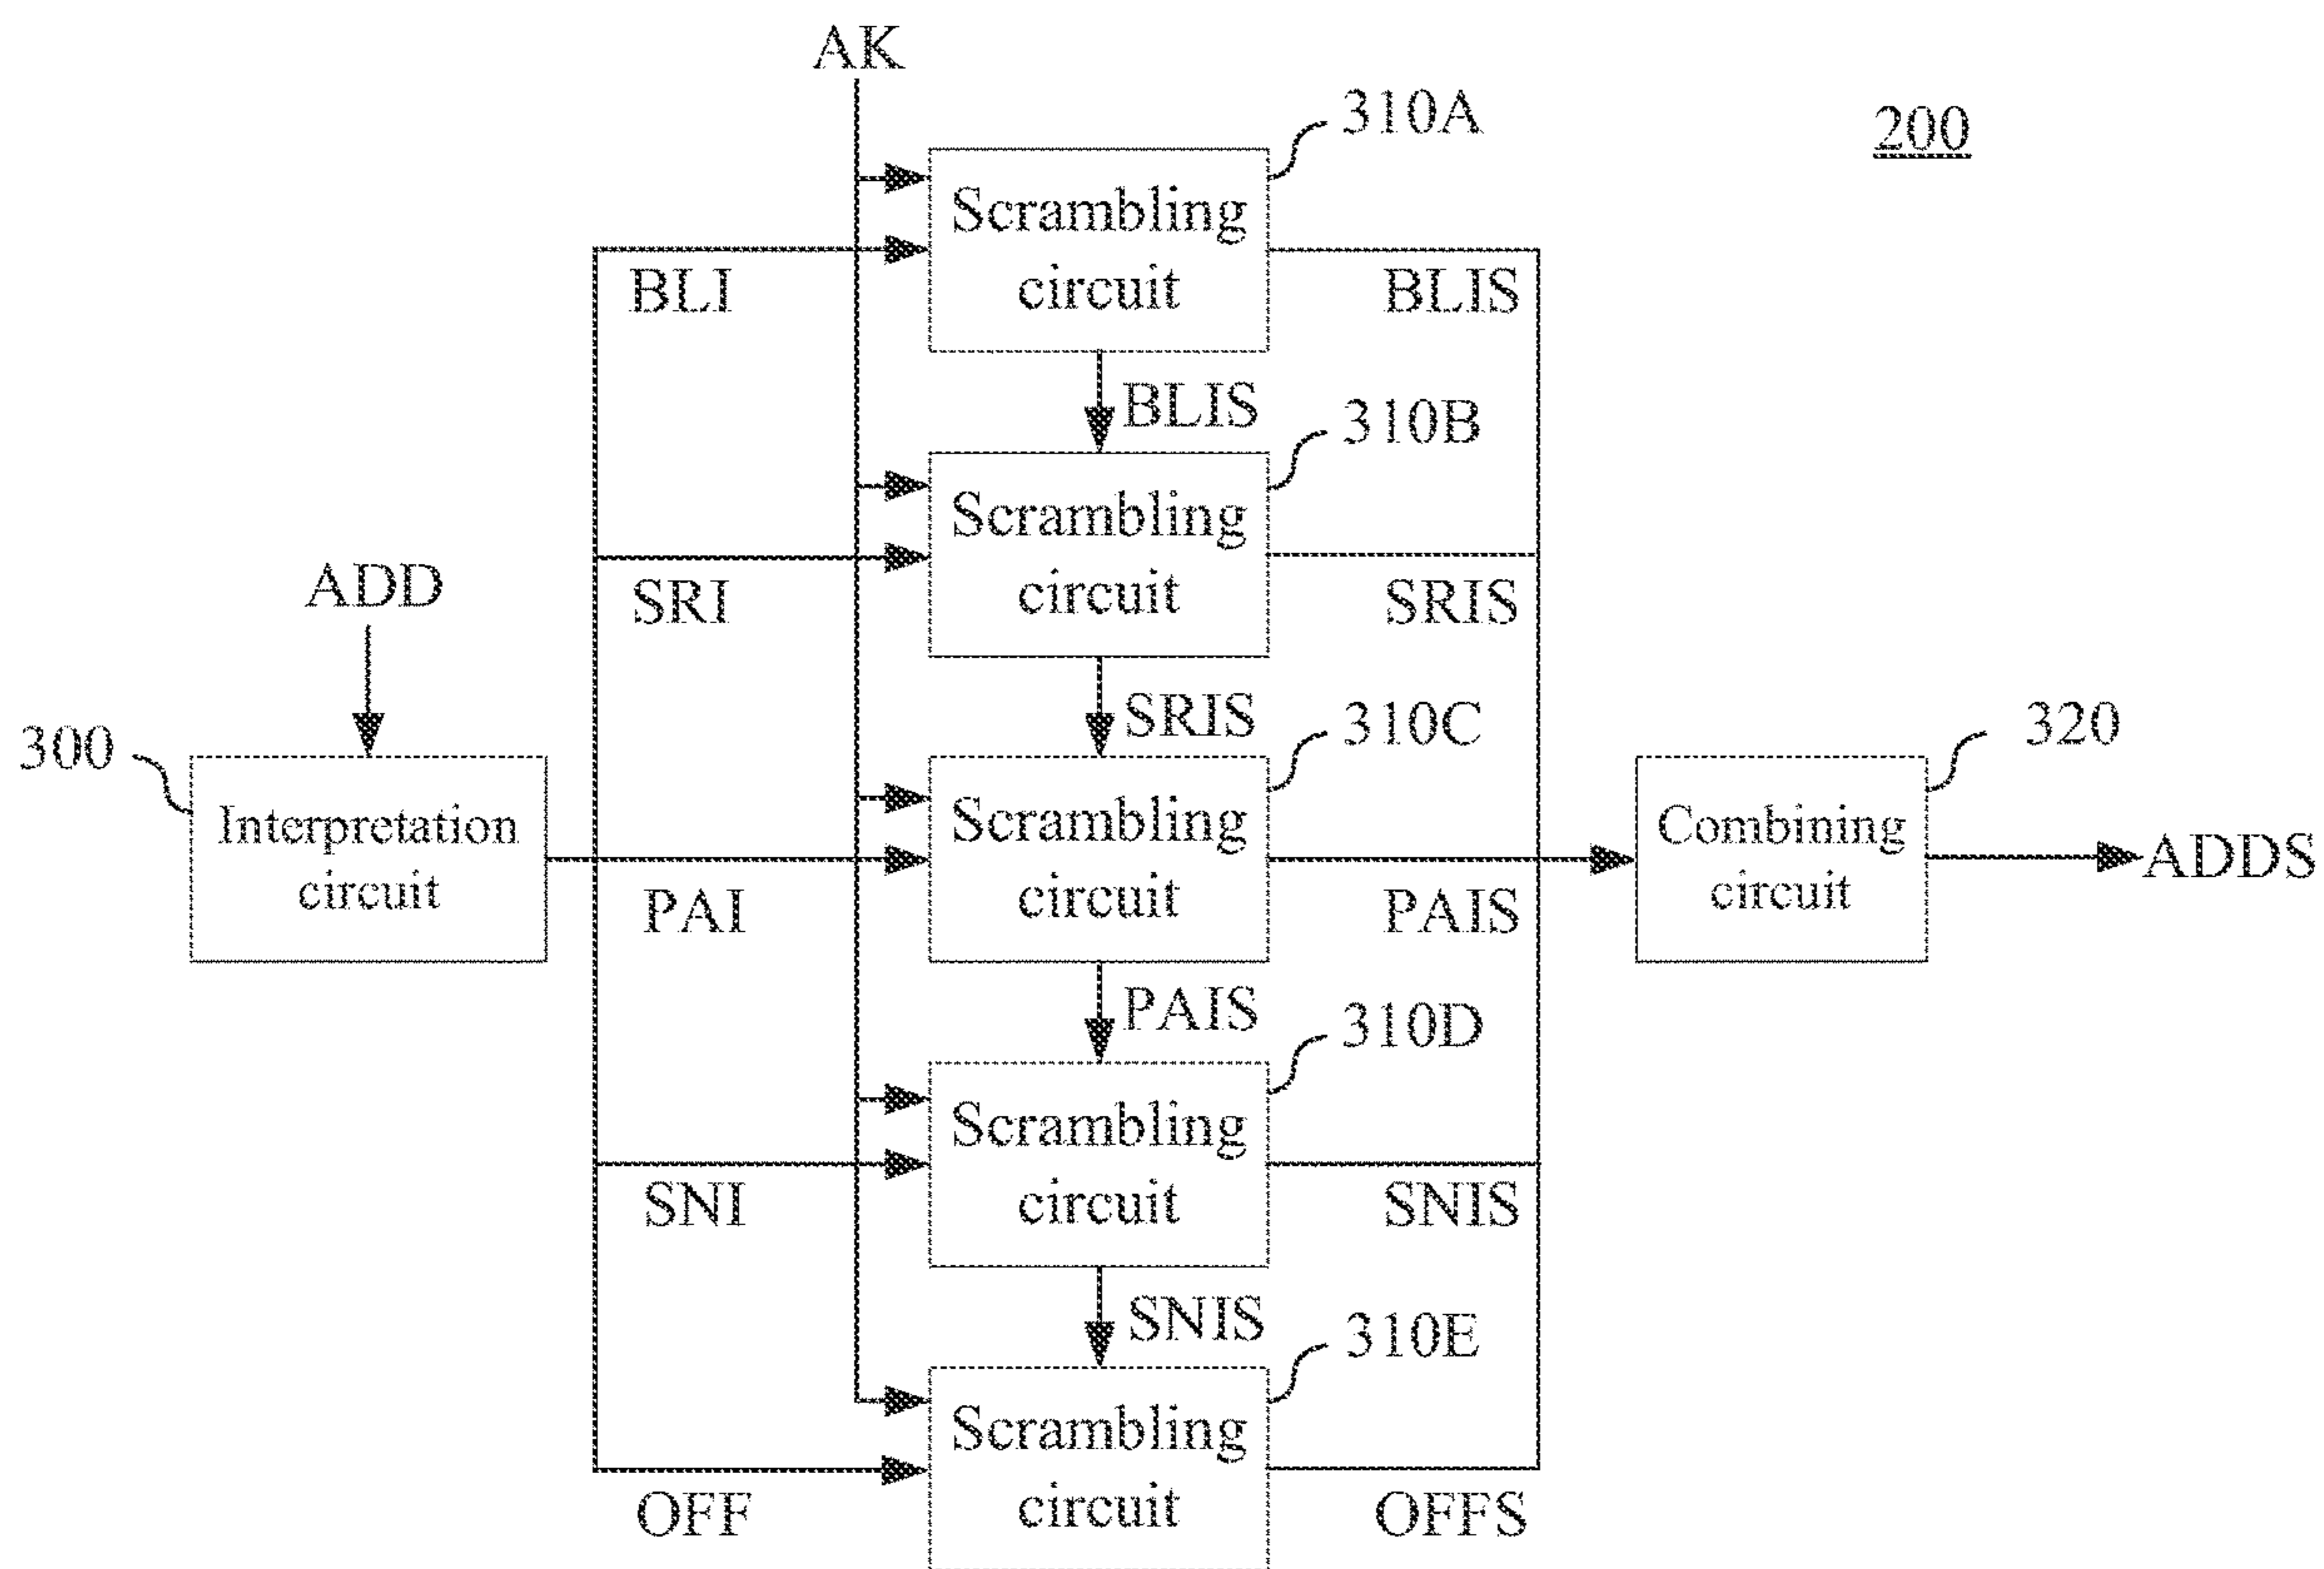 AK
310A
200
Scrambling
circuit
BLI
BLIS
BLIS
310B
Scrambling
circuit
ADD
SRI
SRIS
SRIS
310C
320
300
Interpretation
circuit
Scrambling
circuit
Combining
circuit
ADDS
PAI
PAIS
PAIS
310D
Scrambling
circuit
SNI
SNIS
SNIS
310E
Scrambling
circuit
OFF
OFFS